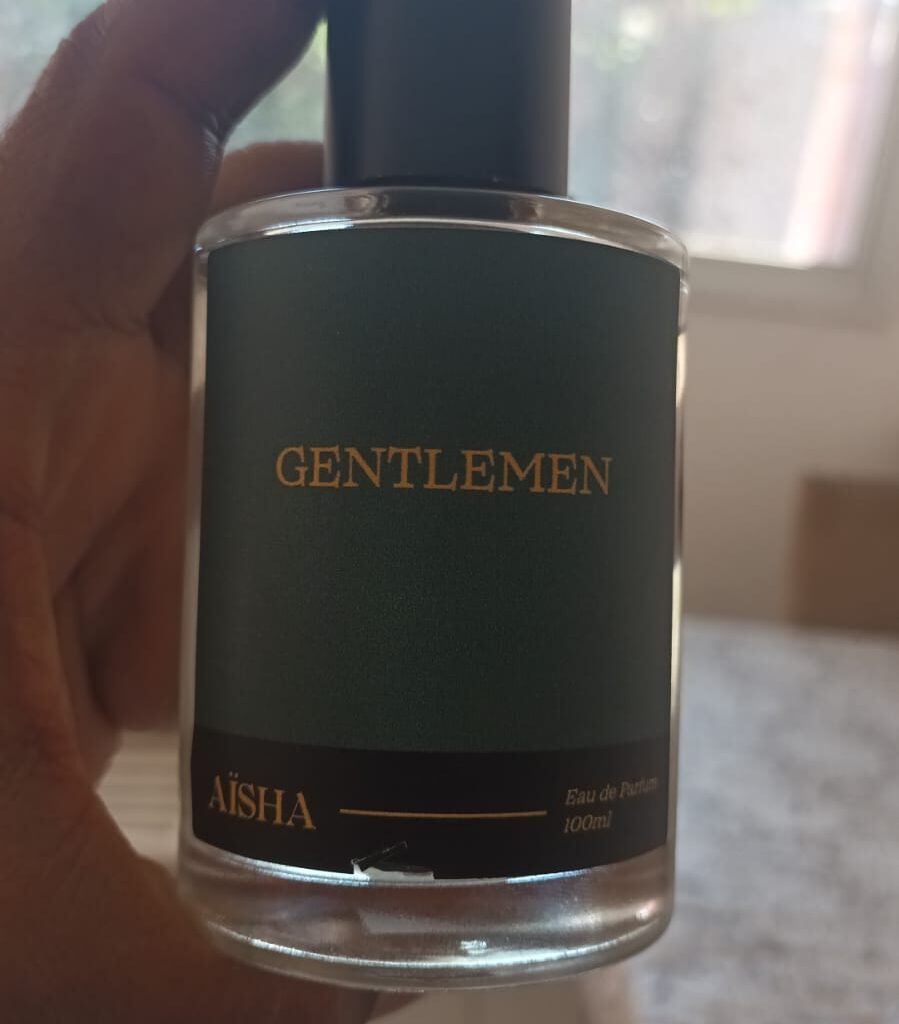 GENTLEMEN
AÏSHA
Eau de Parfum
100ml